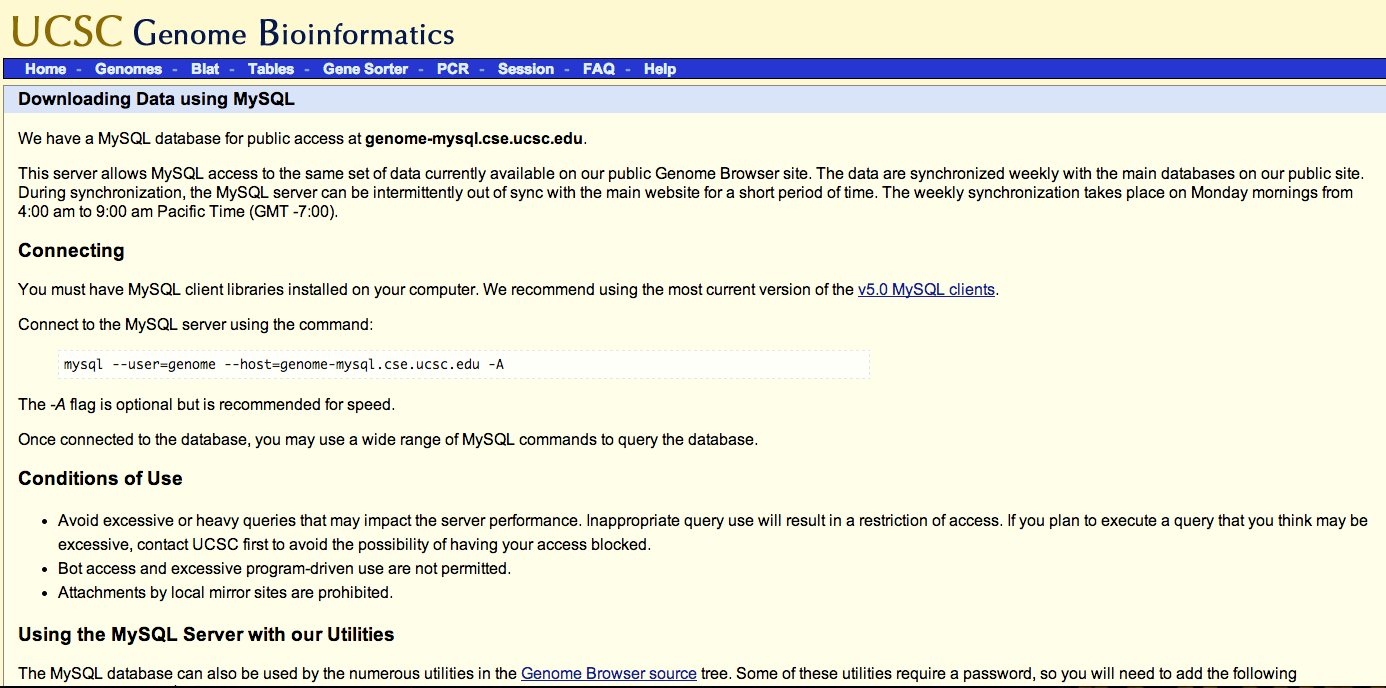 UCSC Genome Bioinformatics
Home - Genomes - Blat - Tables - Gene Sorter - PCR - Session - FAQ - Help
Downloading Data using MySQL
We have a MySQL database for public access at genome-mysql.cse.ucsc.edu.
This server allows MySQL access to the same set of data currently available on our public Genome Browser site. The data are synchronized weekly with the main databases on our public site.
During synchronization, the MySQL server can be intermittently out of sync with the main website for a short period of time. The weekly synchronization takes place on Monday mornings from
4:00 am to 9:00 am Pacific Time (GMT -7:00).
Connecting
You must have MySQL client libraries installed on your computer. We recommend using the most current version of the v5.0 MySQL clients.
Connect to the MySQL server using the command:
mysql --user=genome --host=genome-mysql.cse.ucsc.edu -A
The -A flag is optional but is recommended for speed.
Once connected to the database, you may use a wide range of MySQL commands to query the database.
Conditions of Use
• Avoid excessive or heavy queries that may impact the server performance. Inappropriate query use will result in a restriction of access. If you plan to execute a query that you think may be
excessive, contact UCSC first to avoid the possibility of having your access blocked.
• Bot access and excessive program-driven use are not permitted.
• Attachments by local mirror sites are prohibited.
Using the MySQL Server with our Utilities
The MySQL database can also be used by the numerous utilities in the Genome Browser source tree. Some of these utilities require a password, so you will need to add the following